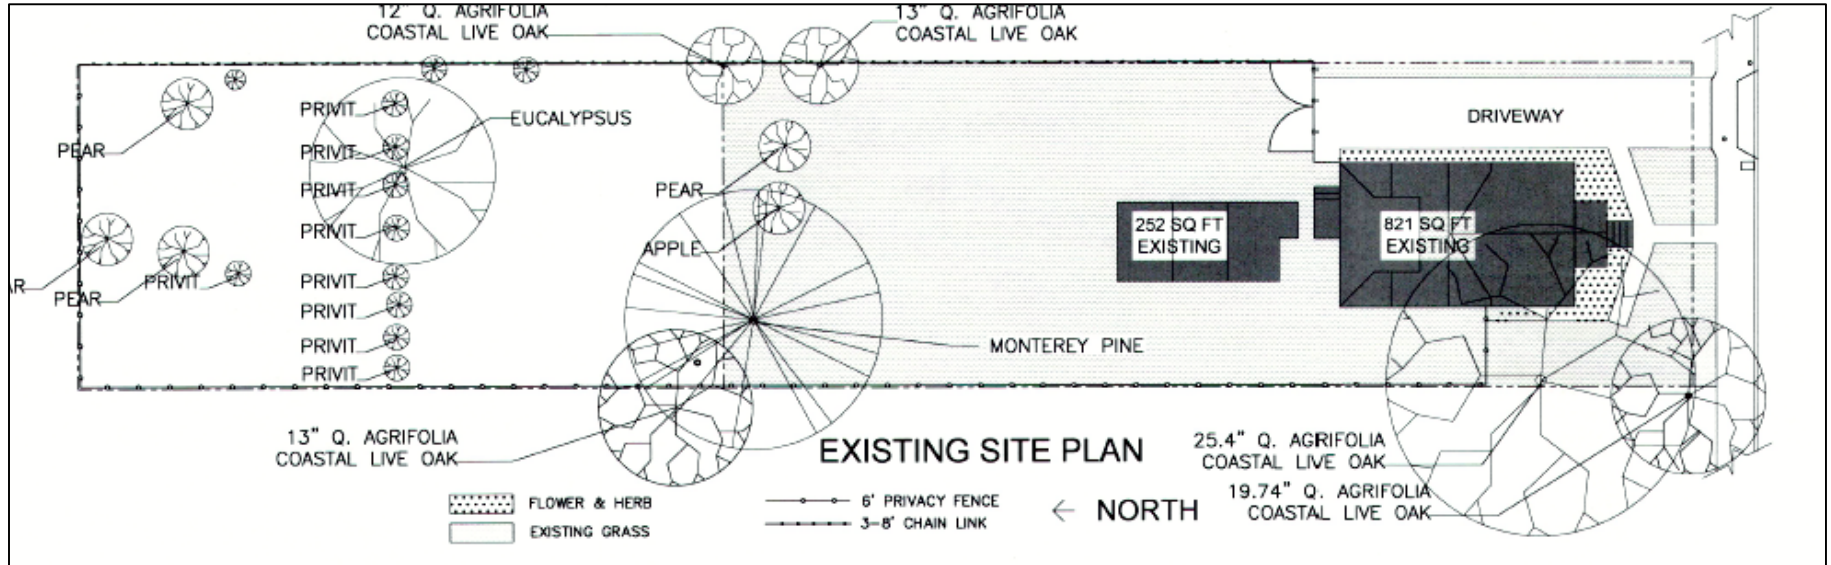 12" Q. AGRIFOLIA
COASTAL LIVE OAK
13" Q. AGRIFOLIA
COASTAL LIVE OAK
PRIVIT
EUCALYPSUS
DRIVEWAY
PEAR
PRIVIT
PRIVIT
PEAR
PRIVIT
252 SQ FT
EXISTING
821 SQ FT
EXISTING
APPLE
PRIVIT
PRIVIT
AR
PEAR
PRIVIT
PRIVIT
MONTEREY PINE
PRIVIT
13" Q. AGRIFOLIA
COASTAL LIVE OAK
EXISTING SITE PLAN
25.4" Q. AGRIFOLIA
COASTAL LIVE OAK
19.74" Q. AGRIFOLIA
COASTAL LIVE OAK
FLOWER & HERB
EXISTING GRASS
6' PRIVACY FENCE
3-8' CHAIN LINK
NORTH